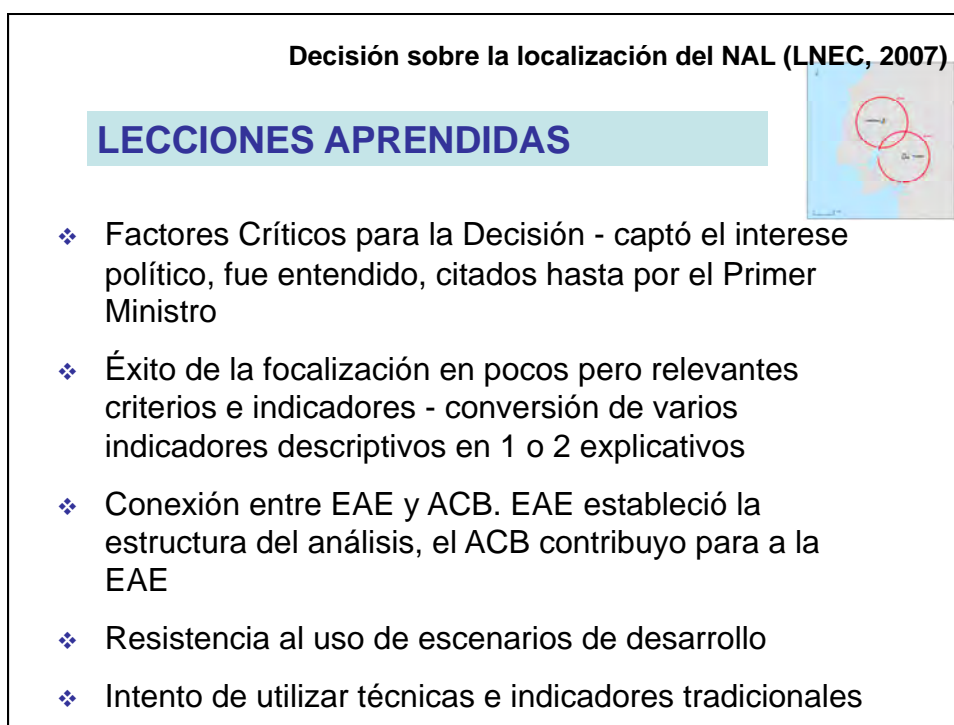 Decisión sobre la localización del NAL (LNEC, 2007)
LECCIONES APRENDIDAS
❖ Factores Críticos para la Decisión - captó el interese
político, fue entendido, citados hasta por el Primer
Ministro
❖ Éxito de la focalización en pocos pero relevantes
criterios e indicadores - conversión de varios
indicadores descriptivos en 1 o 2 explicativos
❖ Conexión entre EAE y ACB. EAE estableció la
estructura del análisis, el ACB contribuyo para a la
EAE
❖ Resistencia al uso de escenarios de desarrollo
❖ Intento de utilizar técnicas e indicadores tradicionales